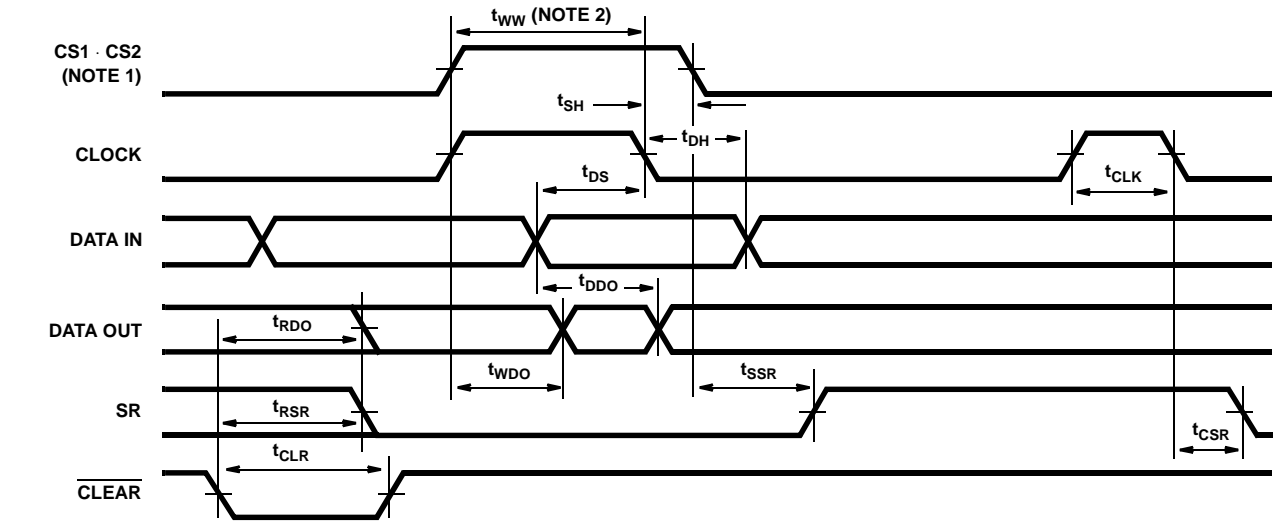 tWW (NOTE 2)
CS1 · CS2
(NOTE 1)
tSH
tDH
CLOCK
tDS
tCLK
DATA IN
tDDO
tRDO
DATA OUT
tWDO
tSSR
SR
tRSR
tCSR
tCLR
CLEAR